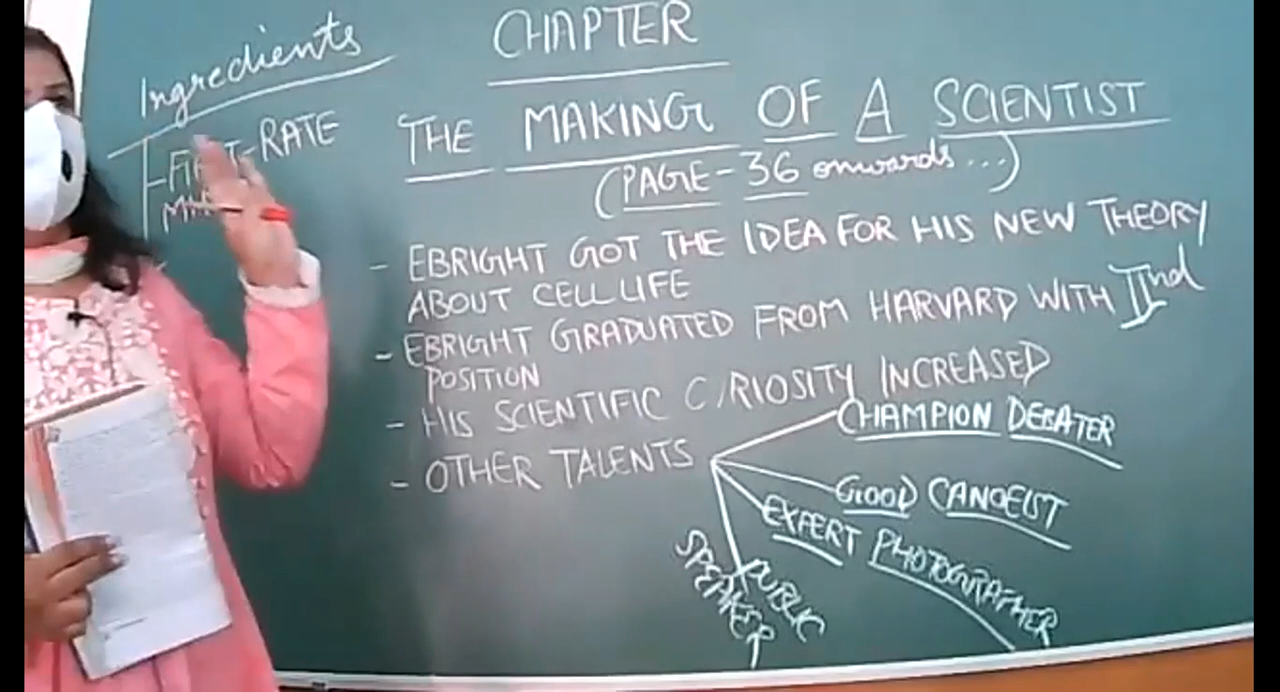 Ingredients
- FIRST-RATE
CHAPTER
THE MAKING OF A SCIENTIST
(PAGE-36 onwards...)
- EBRIGHT GOT THE IDEA FOR HIS NEW THEORY
ABOUT CELL LIFE
- EBRIGHT GRADUATED FROM HARVARD WITH IInd
POSITION
- HIS SCIENTIFIC C/RIOSITY INCREASED
- OTHER TALENTS
CHAMPION DEBATER
GOOD CANOEIST
EXPERT PHOTOGRAPHER
PUBLIC
SPEAKER